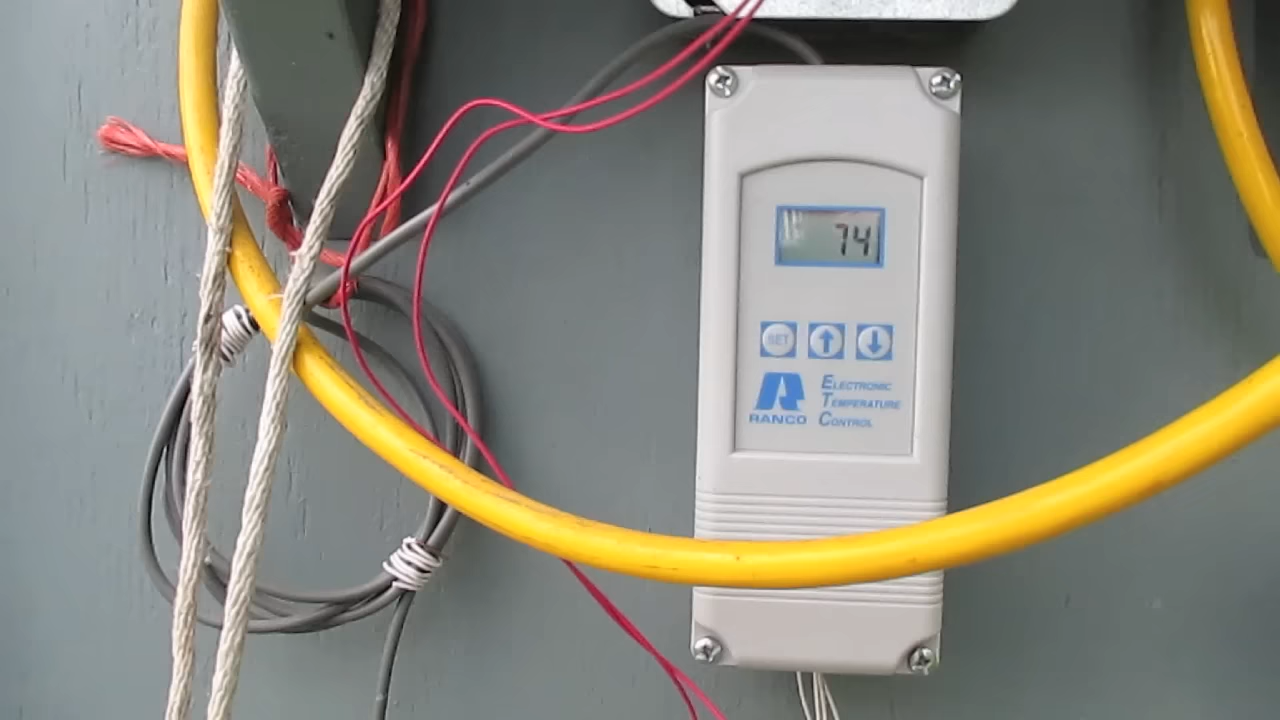 74
SET
RANCO
ELECTRONIC
TEMPERATURE
CONTROL